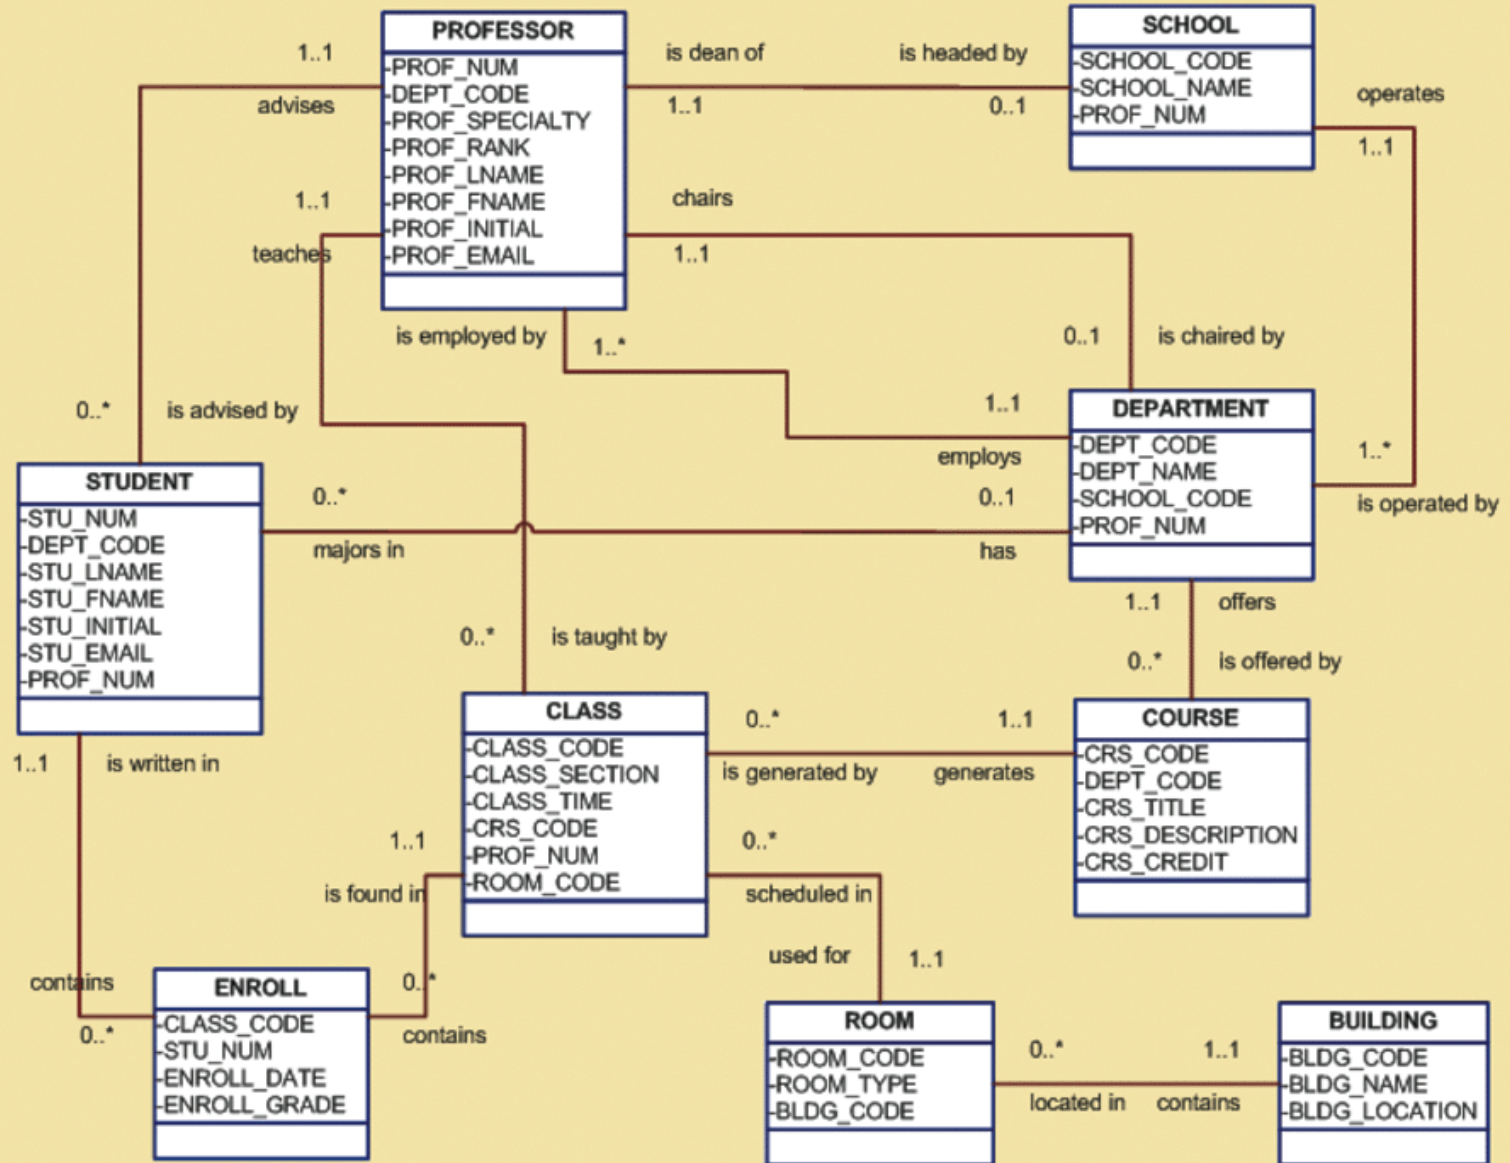 PROFESSOR
-PROF_NUM
-DEPT_CODE
-PROF_SPECIALTY
-PROF_RANK
-PROF_LNAME
-PROF_FNAME
-PROF_INITIAL
-PROF_EMAIL
SCHOOL
-SCHOOL_CODE
-SCHOOL_NAME
-PROF_NUM
1..1
advises
is dean of
1..1
is headed by
0..1
operates
1..1
1..1
teaches
chairs
1..1
is employed by
1..*
0..1
is chaired by
0..*
is advised by
1..1
employs
DEPARTMENT
-DEPT_CODE
-DEPT_NAME
-SCHOOL_CODE
-PROF_NUM
1..*
is operated by
STUDENT
-STU_NUM
-DEPT_CODE
-STU_LNAME
-STU_FNAME
-STU_INITIAL
-STU_EMAIL
-PROF_NUM
0..*
majors in
0..1
has
1..1
offers
0..*
is offered by
0..*
is taught by
CLASS
-CLASS_CODE
-CLASS_SECTION
-CLASS_TIME
-CRS_CODE
-PROF_NUM
-ROOM_CODE
0..*
is generated by
1..1
generates
COURSE
-CRS_CODE
-DEPT_CODE
-CRS_TITLE
-CRS_DESCRIPTION
-CRS_CREDIT
1..1
is written in
1..1
is found in
0..*
scheduled in
used for
1..1
contains
0..*
ENROLL
-CLASS_CODE
-STU_NUM
-ENROLL_DATE
-ENROLL_GRADE
0..*
contains
ROOM
-ROOM_CODE
-ROOM_TYPE
-BLDG_CODE
0..*
located in
1..1
contains
BUILDING
-BLDG_CODE
-BLDG_NAME
-BLDG_LOCATION